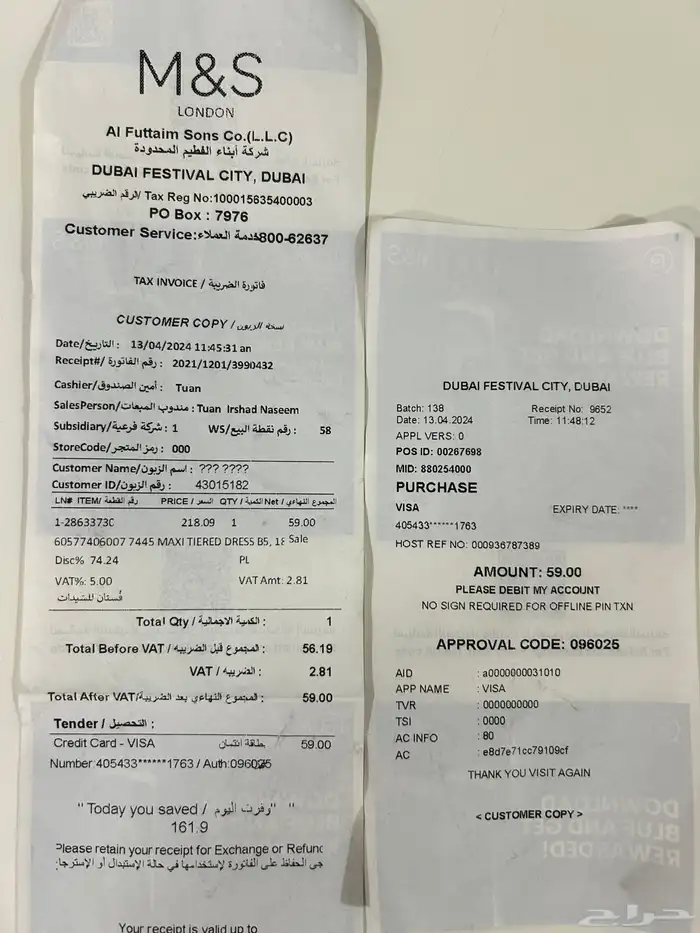 M&S
LONDON
Al Futtaim Sons Co.(L.L.C)
شركة أبناء الفطيم المحدودة
DUBAI FESTIVAL CITY, DUBAI
الرقم الضريبي/ Tax Reg No:100015635400003
PO Box : 7976
Customer Service:خدمة العملاء:800-62637
TAX INVOICE / فاتورة الضريبة
CUSTOMER COPY / نسخة الزبون
Date/التاريخ : 13/04/2024 11:45:31 am
Receipt#/ رقم الفاتورة : 2021/1201/3990432
Cashier/أمين الصندوق : Tuan
SalesPerson/مندوب المبيعات : Tuan Irshad Naseem
Subsidiary/شركة فرعية : 1 WS/رقم نقطة البيع : 58
StoreCode/رمز المتجر : 000
Customer Name/اسم الزبون : ??? ????
Customer ID/رقم الزبون : 43015182
LN# ITEM/ رقم القطعة PRICE / السعر QTY / الكمية Net / المجموع النهائي
1-28633730 218.09 1 59.00
60577406007 7445 MAXI TIERED DRESS B5, 18 Sale
Disc% 74.24 PL
VAT%: 5.00 VAT Amt: 2.81
فستان للسيدات
Total Qty / الكمية الاجمالية : 1
Total Before VAT / المجموع قبل الضريبه : 56.19
VAT / الضريبه : 2.81
Total After VAT/المجموع النهاءي بعد الضريبة : 59.00
Tender / التحصيل :
Credit Card - VISA بطاقة ائتمان 59.00
Number:405433******1763 / Auth:096025
" Today you saved / وفرت اليوم " "
161.9
Please retain your receipt for Exchange or Refund
جى الحفاظ على الفاتورة لإستخدامها في حالة الإستبدال أو الإسترجا
Your receipt is valid up to
DUBAI FESTIVAL CITY, DUBAI
Batch: 138 Receipt No: 9652
Date: 13.04.2024 Time: 11:48:12
APPL VERS: 0
POS ID: 00267698
MID: 880254000
PURCHASE
VISA EXPIRY DATE: ****
405433******1763
HOST REF NO: 000936787389
AMOUNT: 59.00
PLEASE DEBIT MY ACCOUNT
NO SIGN REQUIRED FOR OFFLINE PIN TXN
APPROVAL CODE: 096025
AID : a0000000031010
APP NAME : VISA
TVR : 0000000000
TSI : 0000
AC INFO : 80
AC : e8d7e71cc79109cf
THANK YOU VISIT AGAIN
< CUSTOMER COPY >
حراج